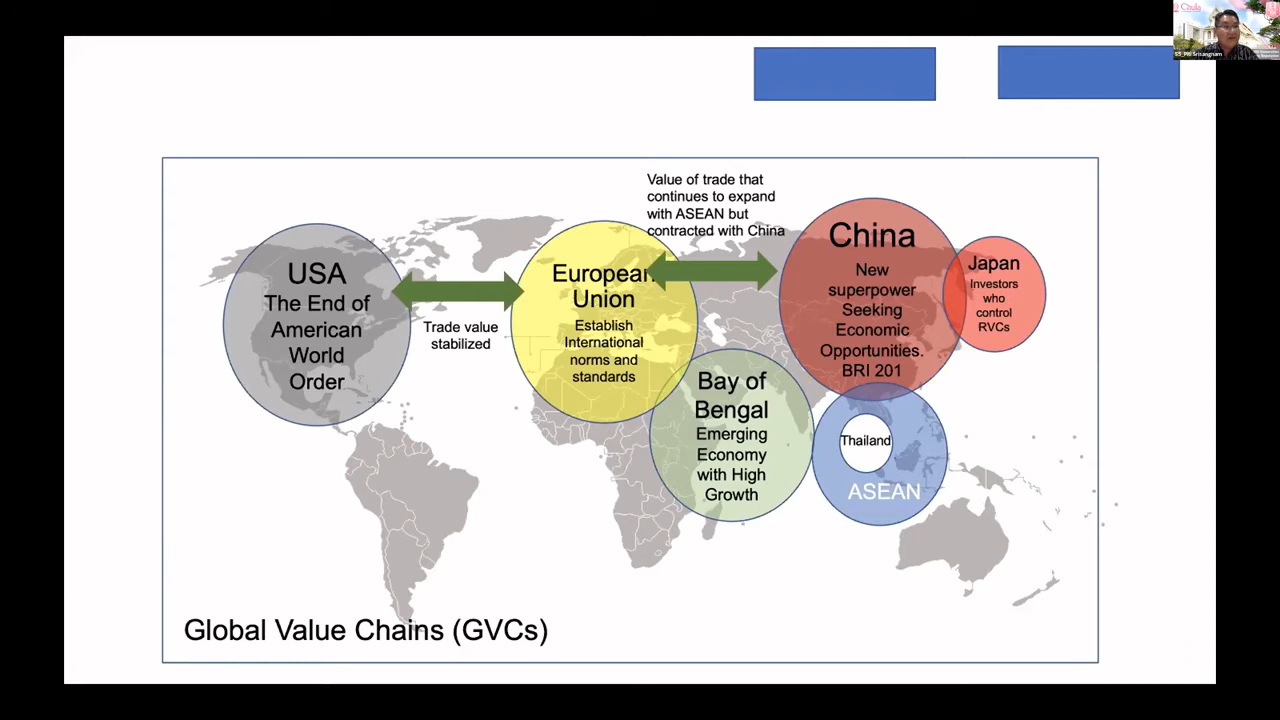 Chula
Value of trade that
continues to expand
with ASEAN but
contracted with China
USA
The End of
American
World
Order
Trade value
stabilized
European
Union
Establish
International
norms and
standards
China
New
superpower
Seeking
Economic
Opportunities.
BRI 201
Japan
Investors
who
control
RVCs
Bay of
Bengal
Emerging
Economy
with High
Growth
Thailand
ASEAN
Global Value Chains (GVCs)